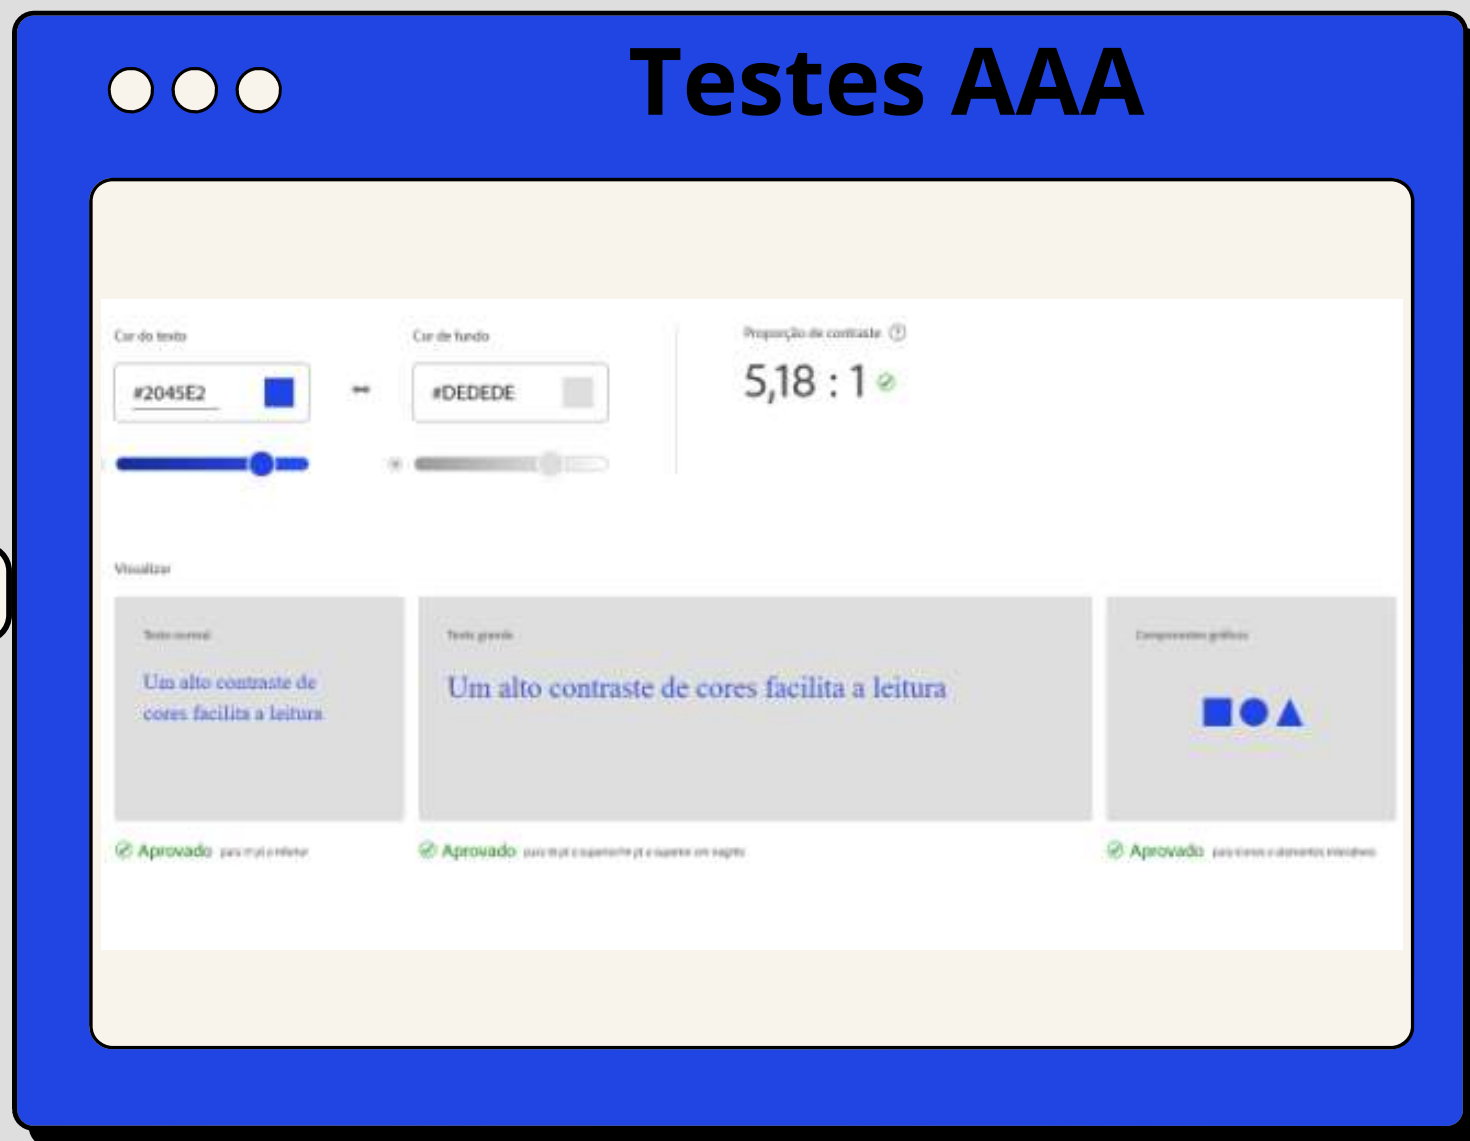 Testes AAA
Cor do texto
Cor de fundo
Proporção de contraste
#2045E2
#DEDEDE
5,18 : 1
Visualizar
Texto normal
Texto grande
Componentes gráficos
Um alto contraste de
cores facilita a leitura
Um alto contraste de cores facilita a leitura
Aprovado
Aprovado
Aprovado